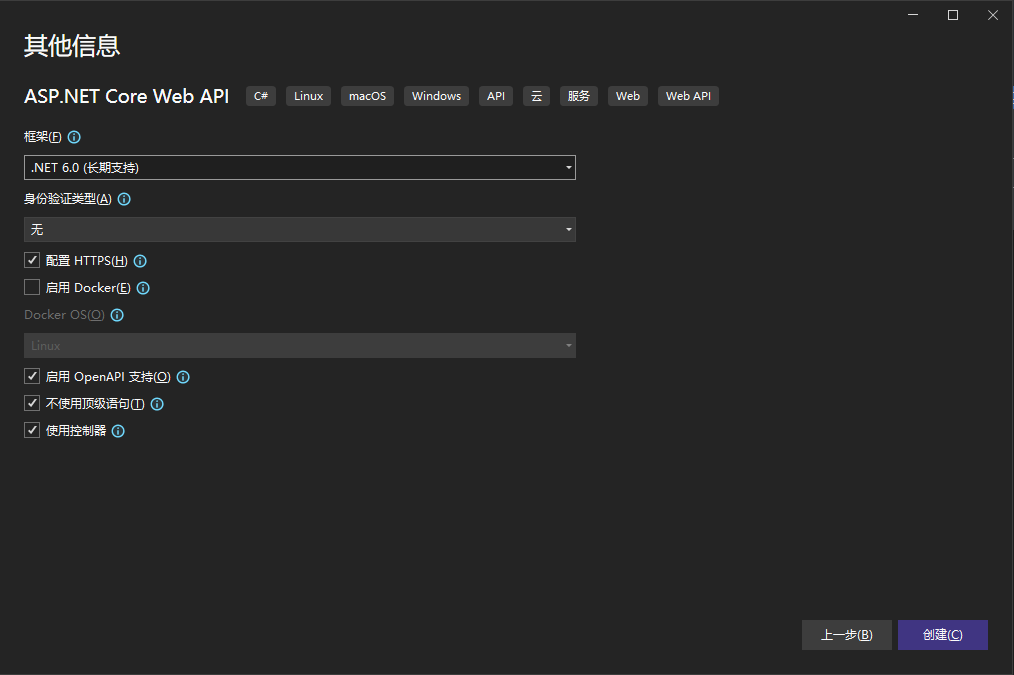 其他信息
ASP.NET Core Web API C# Linux macOS Windows API 云 服务 Web Web API
框架(F)
.NET 6.0 (长期支持)
身份验证类型(A)
无
配置 HTTPS(H)
启用 Docker(E)
Docker OS(O)
Linux
启用 OpenAPI 支持(O)
不使用顶级语句(T)
使用控制器
上一步(B) 创建(C)